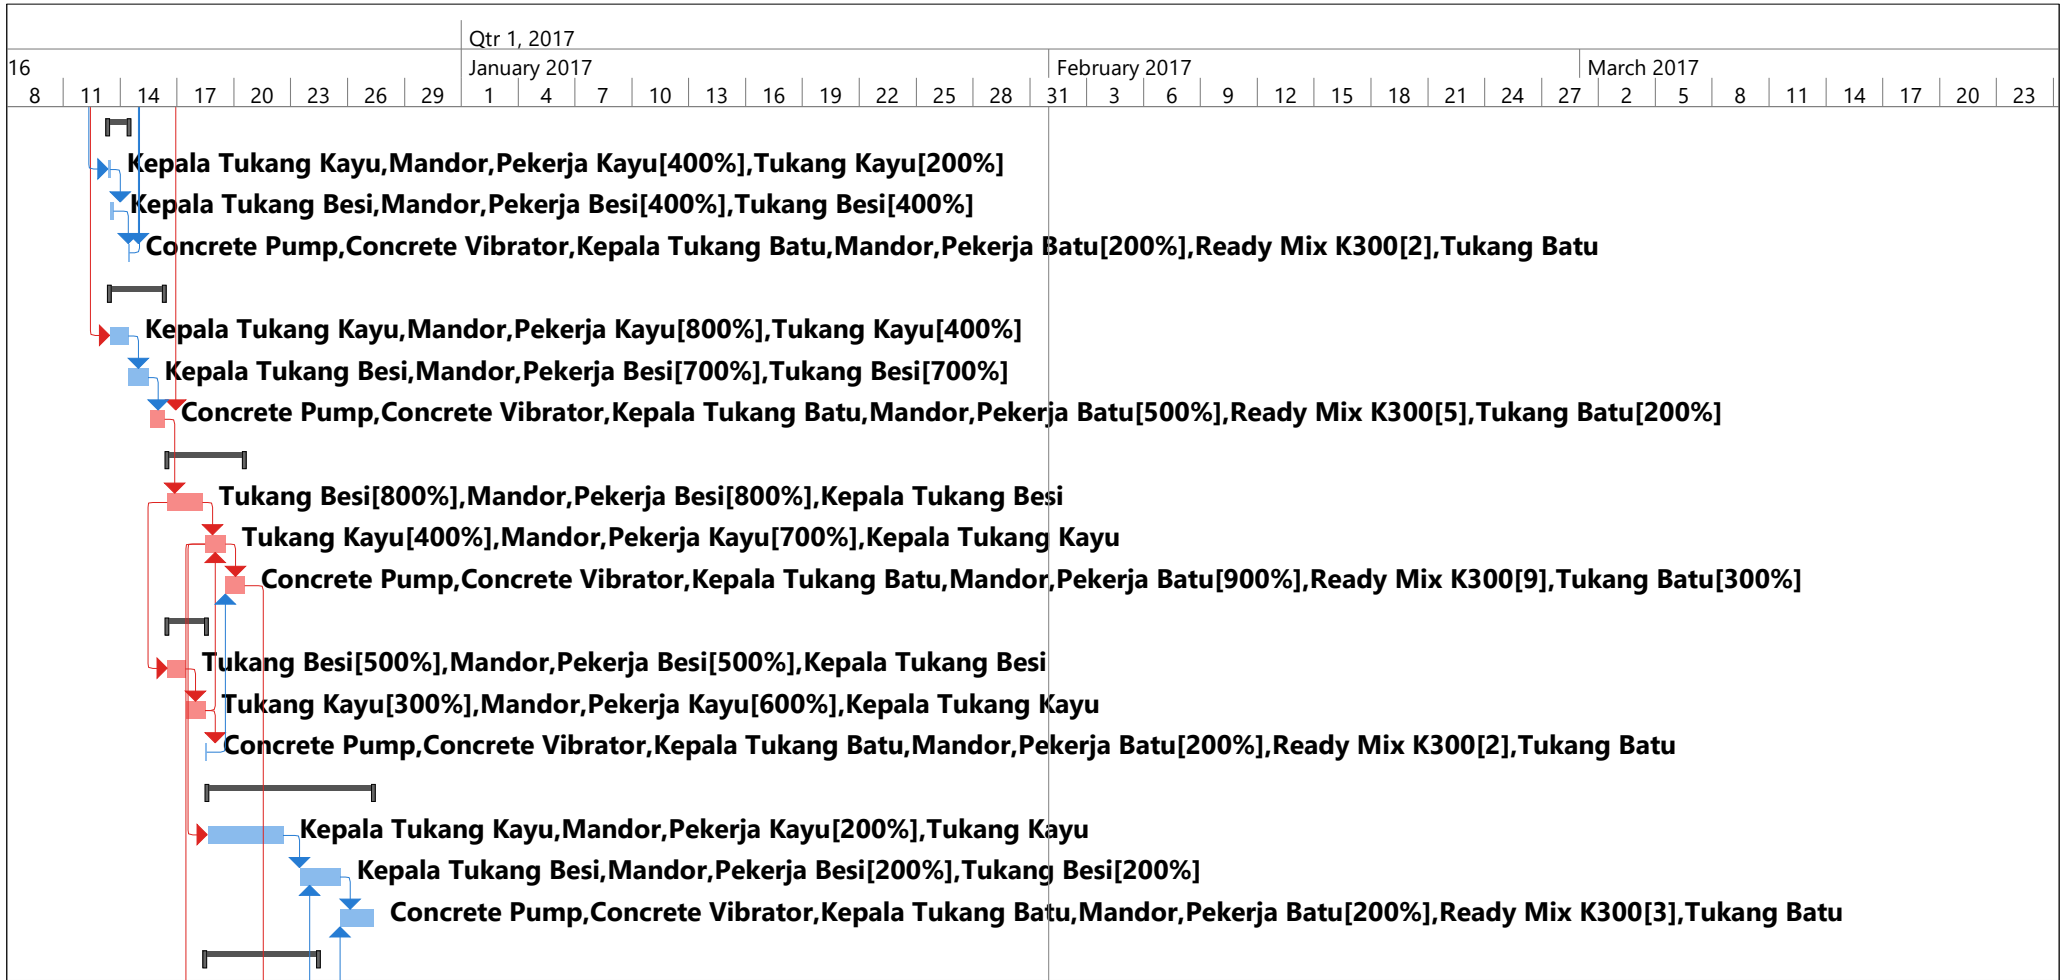 Qtr 1, 2017
16 January 2017 February 2017 March 2017
8 11 14 17 20 23 26 29 1 4 7 10 13 16 19 22 25 28 31 3 6 9 12 15 18 21 24 27 2 5 8 11 14 17 20 23
Kepala Tukang Kayu,Mandor,Pekerja Kayu[400%],Tukang Kayu[200%]
Kepala Tukang Besi,Mandor,Pekerja Besi[400%],Tukang Besi[400%]
Concrete Pump,Concrete Vibrator,Kepala Tukang Batu,Mandor,Pekerja Batu[200%],Ready Mix K300[2],Tukang Batu
Kepala Tukang Kayu,Mandor,Pekerja Kayu[800%],Tukang Kayu[400%]
Kepala Tukang Besi,Mandor,Pekerja Besi[700%],Tukang Besi[700%]
Concrete Pump,Concrete Vibrator,Kepala Tukang Batu,Mandor,Pekerja Batu[500%],Ready Mix K300[5],Tukang Batu[200%]
Tukang Besi[800%],Mandor,Pekerja Besi[800%],Kepala Tukang Besi
Tukang Kayu[400%],Mandor,Pekerja Kayu[700%],Kepala Tukang Kayu
Concrete Pump,Concrete Vibrator,Kepala Tukang Batu,Mandor,Pekerja Batu[900%],Ready Mix K300[9],Tukang Batu[300%]
Tukang Besi[500%],Mandor,Pekerja Besi[500%],Kepala Tukang Besi
Tukang Kayu[300%],Mandor,Pekerja Kayu[600%],Kepala Tukang Kayu
Concrete Pump,Concrete Vibrator,Kepala Tukang Batu,Mandor,Pekerja Batu[200%],Ready Mix K300[2],Tukang Batu
Kepala Tukang Kayu,Mandor,Pekerja Kayu[200%],Tukang Kayu
Kepala Tukang Besi,Mandor,Pekerja Besi[200%],Tukang Besi[200%]
Concrete Pump,Concrete Vibrator,Kepala Tukang Batu,Mandor,Pekerja Batu[200%],Ready Mix K300[3],Tukang Batu